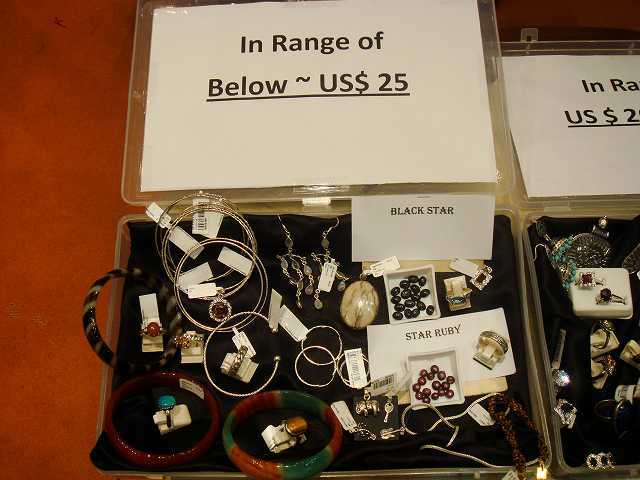 In Range of
Below ~ US$ 25
In Ra
US $ 2
BLACK STAR
STAR RUBY